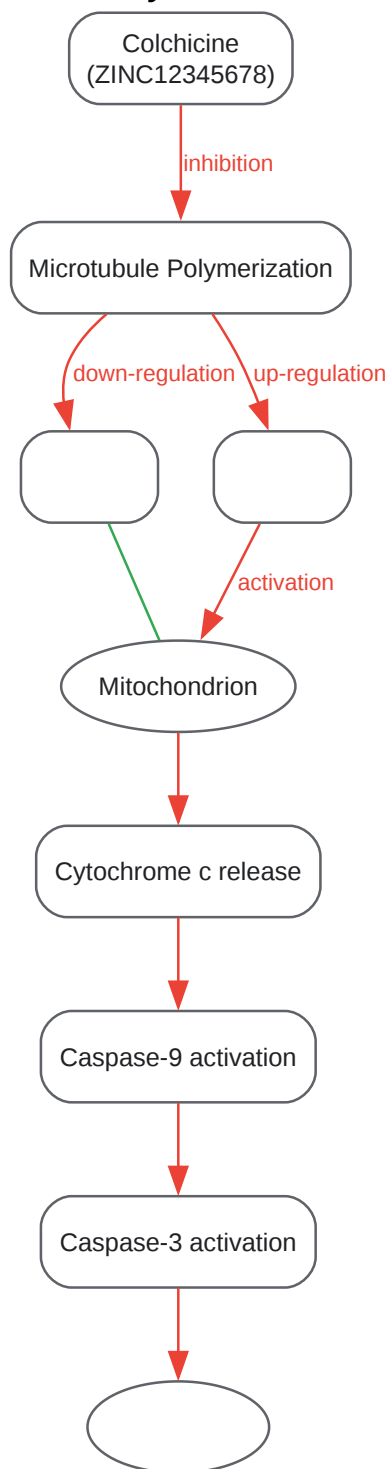 Colchicine
(ZINC12345678)
inhibition
Microtubule Polymerization
down-regulation
up-regulation
activation
Mitochondrion
Cytochrome c release
Caspase-9 activation
Caspase-3 activation